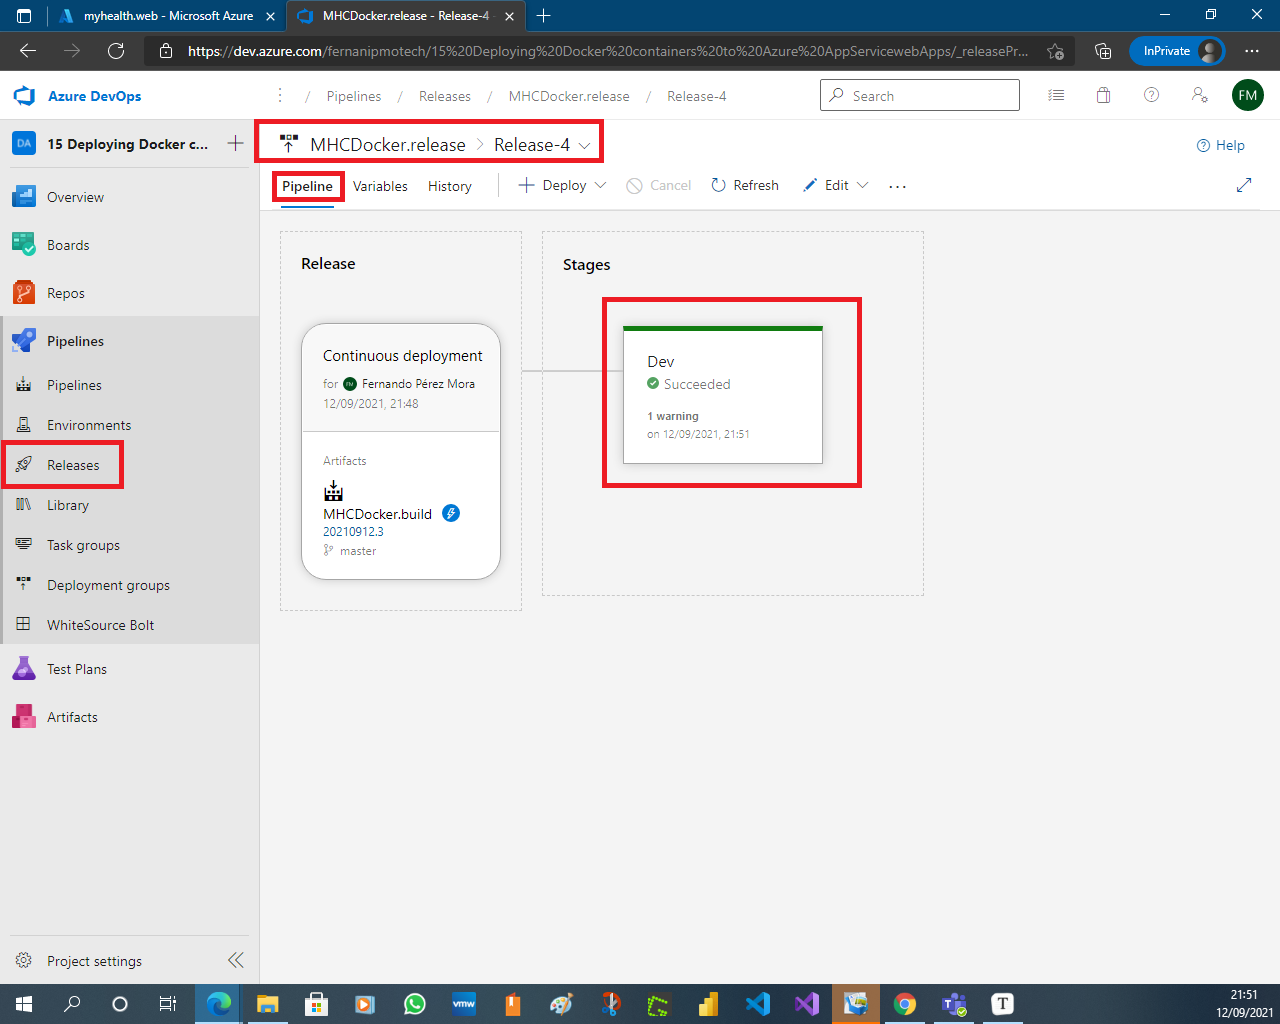 myhealth.web - Microsoft Azure
MHCDocker.release - Release-4 -
https://dev.azure.com/fernanipmotech/15%20Deploying%20Docker%20containers%20to%20Azure%20AppServicewebApps/_releasePr...
InPrivate
Azure DevOps
/ Pipelines / Releases / MHCDocker.release / Release-4
Search
FM
DA
15 Deploying Docker c...
MHCDocker.release
Release-4
Help
Pipeline
Variables
History
Deploy
Cancel
Refresh
Edit
Overview
Boards
Repos
Pipelines
Pipelines
Environments
Releases
Library
Task groups
Deployment groups
WhiteSource Bolt
Test Plans
Artifacts
Project settings
Release
Continuous deployment
for FM Fernando Pérez Mora
12/09/2021, 21:48
Artifacts
MHCDocker.build
20210912.3
master
Stages
Dev
Succeeded
1 warning
on 12/09/2021, 21:51
vmw
T
21:51
12/09/2021